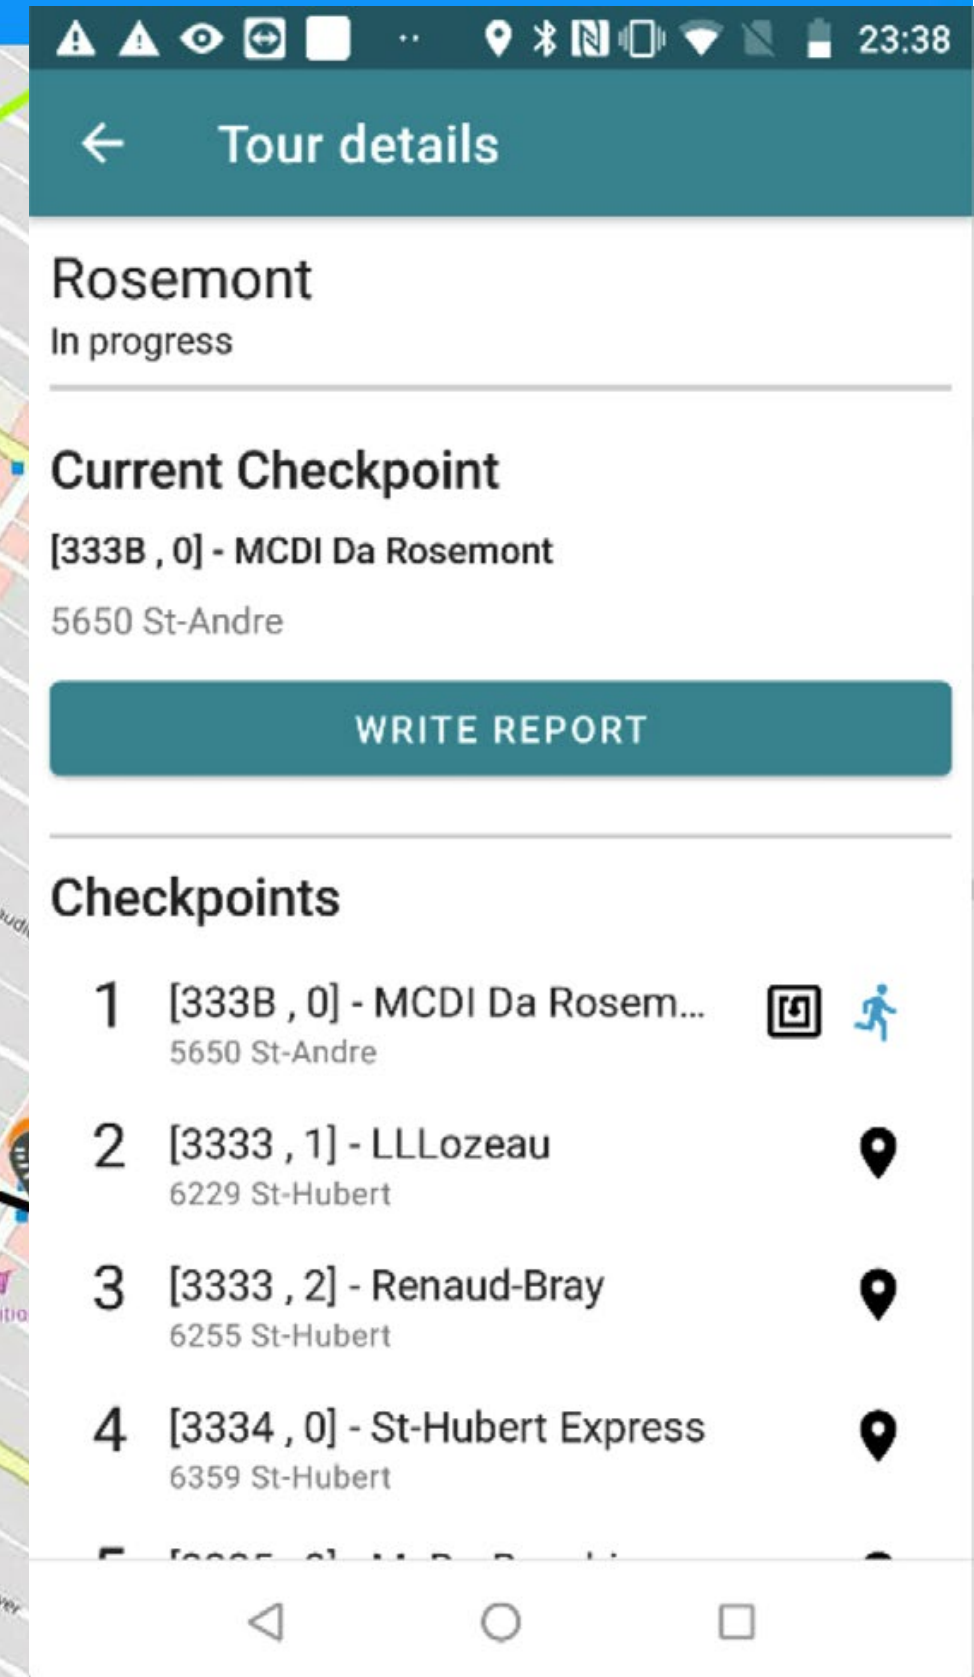 23:38
Tour details
Rosemont
In progress
Current Checkpoint
[333B , 0] - MCDI Da Rosemont
5650 St-Andre
WRITE REPORT
Checkpoints
1 [333B , 0] - MCDI Da Rosem...
5650 St-Andre
2 [3333 , 1] - LLLozeau
6229 St-Hubert
3 [3333 , 2] - Renaud-Bray
6255 St-Hubert
4 [3334 , 0] - St-Hubert Express
6359 St-Hubert